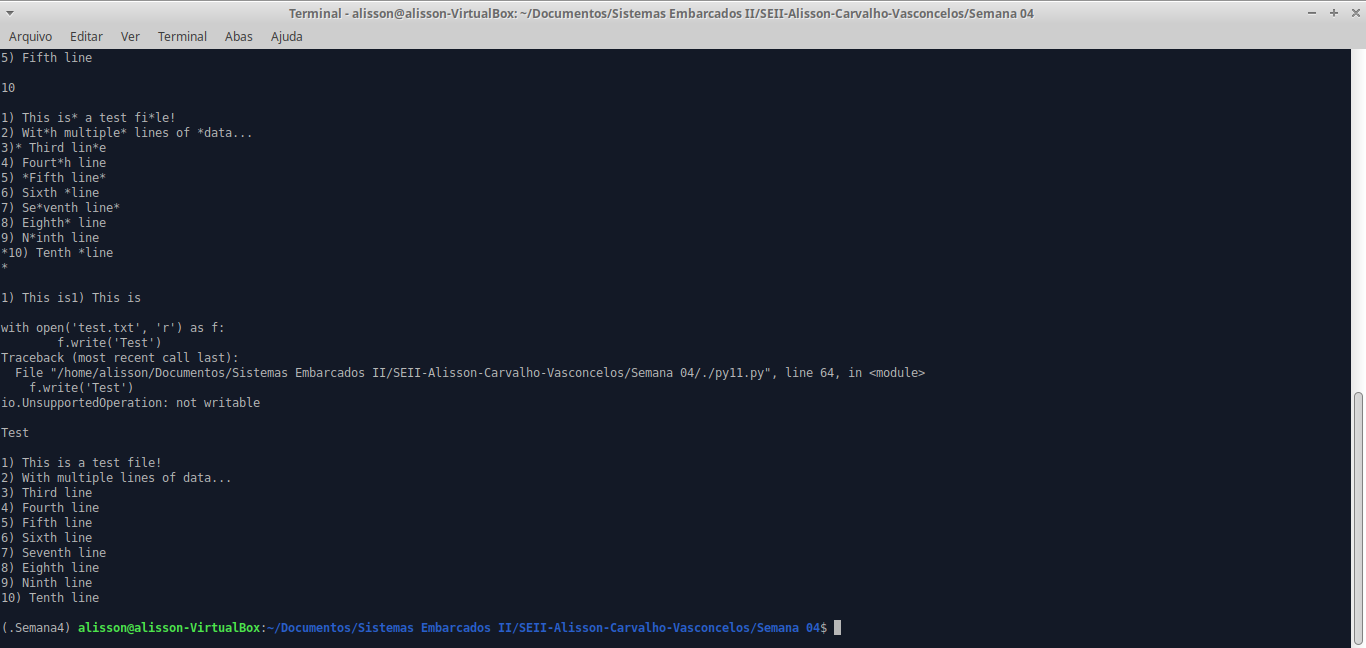 Terminal - alisson@alisson-VirtualBox: ~/Documentos/Sistemas Embarcados II/SEII-Alisson-Carvalho-Vasconcelos/Semana 04
Arquivo Editar Ver Terminal Abas Ajuda
5) Fifth line
10
1) This is* a test fi*le!
2) Wit*h multiple* lines of *data...
3)* Third lin*e
4) Fourt*h line
5) *Fifth line*
6) Sixth *line
7) Se*venth line*
8) Eighth* line
9) N*inth line
*10) Tenth *line
*
1) This is1) This is
with open('test.txt', 'r') as f:
        f.write('Test')
Traceback (most recent call last):
  File "/home/alisson/Documentos/Sistemas Embarcados II/SEII-Alisson-Carvalho-Vasconcelos/Semana 04/./py11.py", line 64, in <module>
    f.write('Test')
io.UnsupportedOperation: not writable
Test
1) This is a test file!
2) With multiple lines of data...
3) Third line
4) Fourth line
5) Fifth line
6) Sixth line
7) Seventh line
8) Eighth line
9) Ninth line
10) Tenth line
(.Semana4) alisson@alisson-VirtualBox:~/Documentos/Sistemas Embarcados II/SEII-Alisson-Carvalho-Vasconcelos/Semana 04$